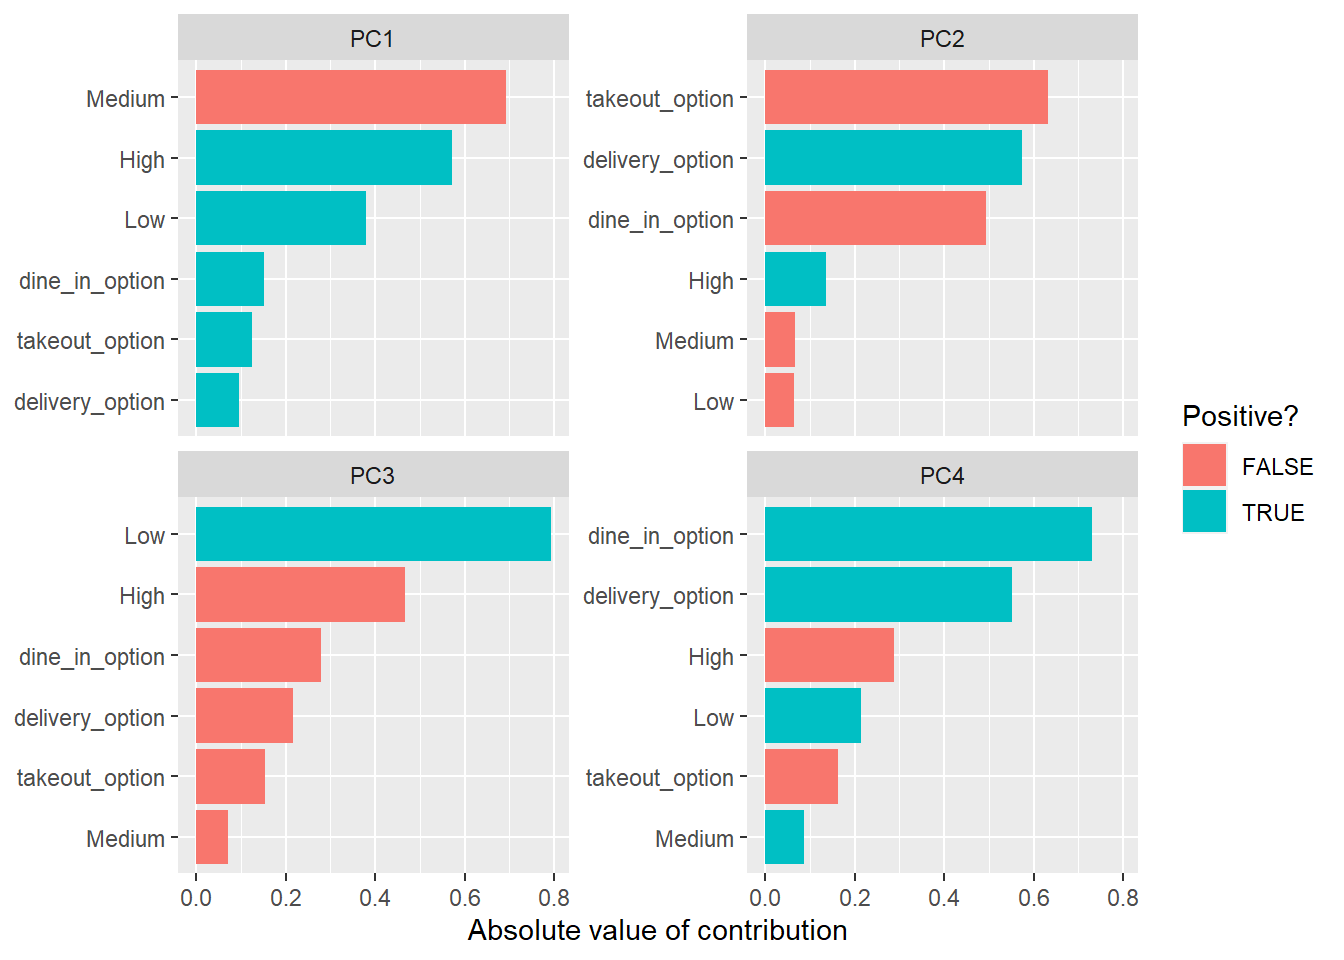 PC1
Medium
High
Low
dine_in_option
takeout_option
delivery_option
PC2
takeout_option
delivery_option
dine_in_option
High
Medium
Low
PC3
Low
High
dine_in_option
delivery_option
takeout_option
Medium
0.0 0.2 0.4 0.6 0.8
PC4
dine_in_option
delivery_option
High
Low
takeout_option
Medium
0.0 0.2 0.4 0.6 0.8
Absolute value of contribution
Positive?
FALSE
TRUE